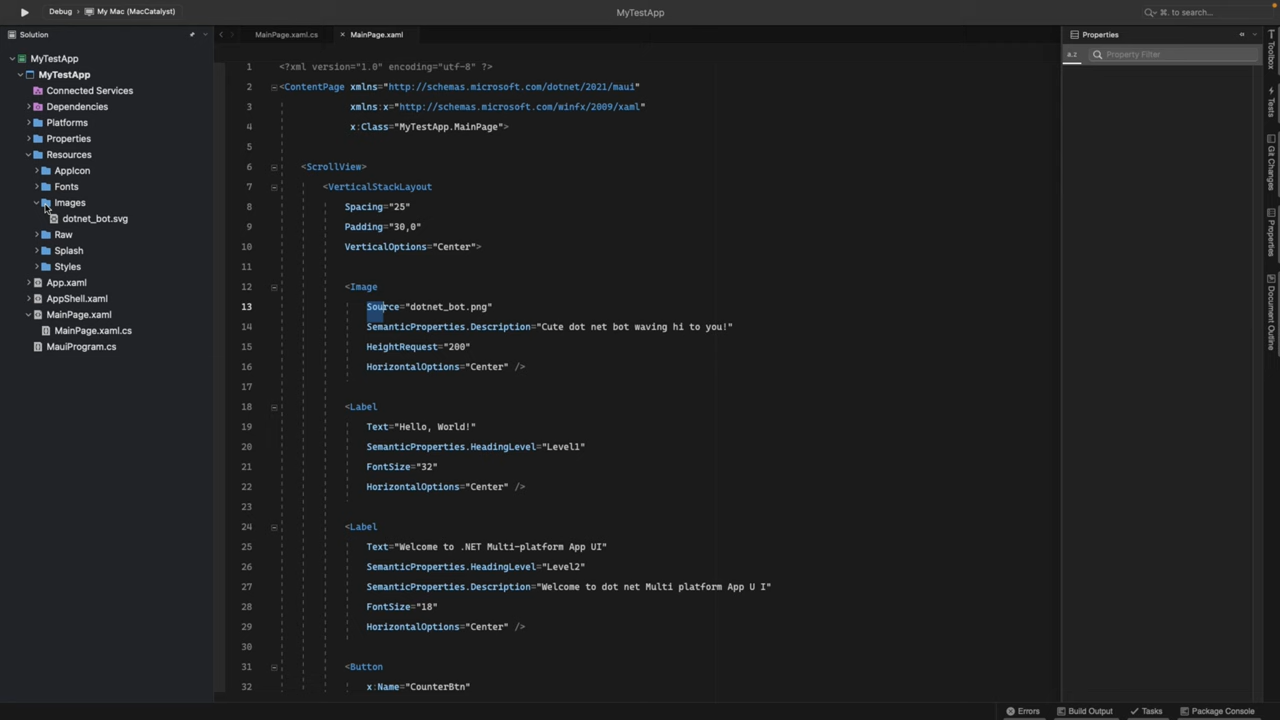 Debug
My Mac (MacCatalyst)
MyTestApp
⌘. to search...
Solution
MyTestApp
MyTestApp
Connected Services
Dependencies
Platforms
Properties
Resources
AppIcon
Fonts
Images
dotnet_bot.svg
Raw
Splash
Styles
App.xaml
AppShell.xaml
MainPage.xaml
MainPage.xaml.cs
MauiProgram.cs
MainPage.xaml.cs
MainPage.xaml
1 <?xml version="1.0" encoding="utf-8" ?>
2 <ContentPage xmlns="http://schemas.microsoft.com/dotnet/2021/maui"
3 xmlns:x="http://schemas.microsoft.com/winfx/2009/xaml"
4 x:Class="MyTestApp.MainPage">
5
6 <ScrollView>
7 <VerticalStackLayout
8 Spacing="25"
9 Padding="30,0"
10 VerticalOptions="Center">
11
12 <Image
13 Source="dotnet_bot.png"
14 SemanticProperties.Description="Cute dot net bot waving hi to you!"
15 HeightRequest="200"
16 HorizontalOptions="Center" />
17
18 <Label
19 Text="Hello, World!"
20 SemanticProperties.HeadingLevel="Level1"
21 FontSize="32"
22 HorizontalOptions="Center" />
23
24 <Label
25 Text="Welcome to .NET Multi-platform App UI"
26 SemanticProperties.HeadingLevel="Level2"
27 SemanticProperties.Description="Welcome to dot net Multi platform App U I"
28 FontSize="18"
29 HorizontalOptions="Center" />
30
31 <Button
32 x:Name="CounterBtn"
Properties
a.z
Property Filter
Toolbox
Tests
Git Changes
Properties
Document Outline
Errors
Build Output
Tasks
Package Console